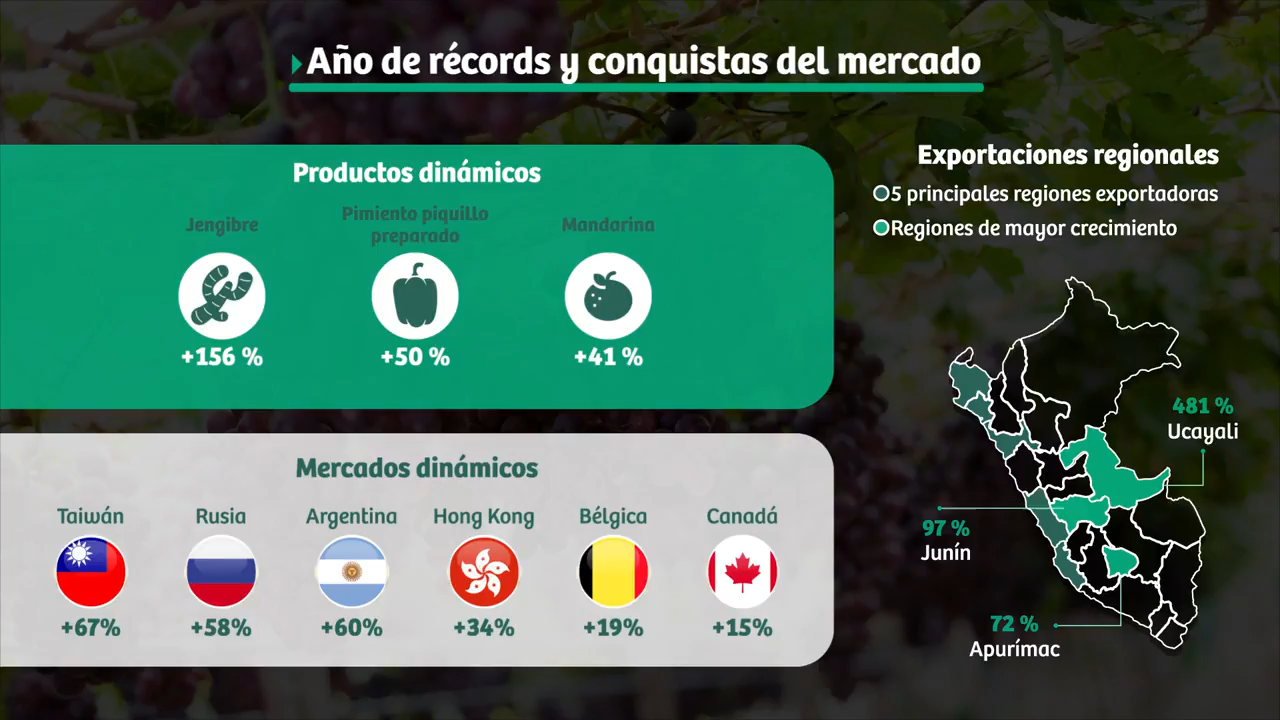 Año de récords y conquistas del mercado
Productos dinámicos
Jengibre
Pimiento piquillo
preparado
Mandarina
+156 %
+50 %
+41 %
Mercados dinámicos
Taiwán
Rusia
Argentina
Hong Kong
Bélgica
Canadá
+67%
+58%
+60%
+34%
+19%
+15%
Exportaciones regionales
5 principales regiones exportadoras
Regiones de mayor crecimiento
481 %
Ucayali
97 %
Junín
72 %
Apurímac